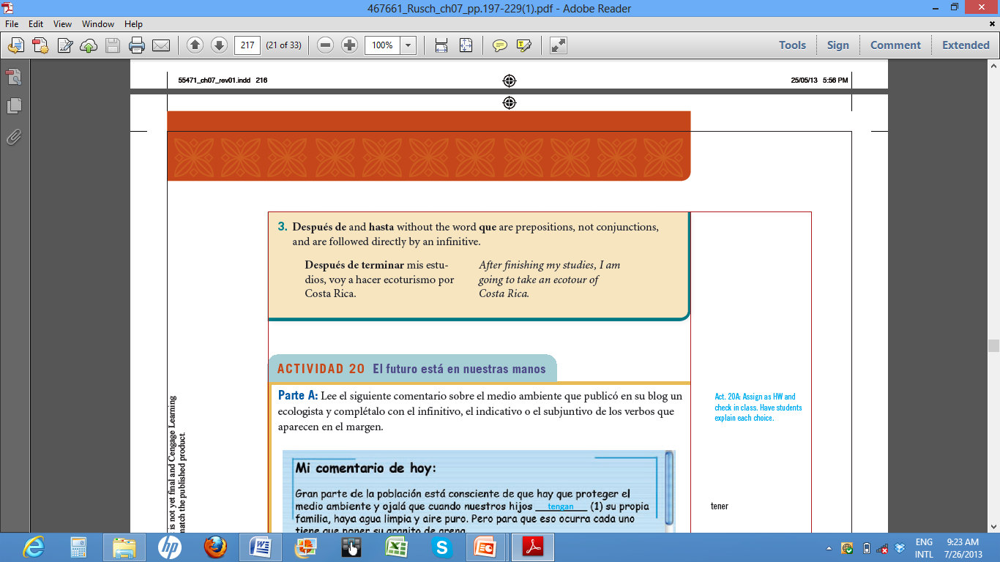 467661_Rusch_ch07_pp.197-229(1).pdf - Adobe Reader
File Edit View Window Help
217 (21 of 33) 100% Tools Sign Comment Extended
55471_ch07_rev01.indd 216 25/05/13 5:56 PM
3. Después de and hasta without the word que are prepositions, not conjunctions,
and are followed directly by an infinitive.
Después de terminar mis estu-
dios, voy a hacer ecoturismo por
Costa Rica.
After finishing my studies, I am
going to take an ecotour of
Costa Rica.
ACTIVIDAD 20 El futuro está en nuestras manos
Parte A: Lee el siguiente comentario sobre el medio ambiente que publicó en su blog un
ecologista y complétalo con el infinitivo, el indicativo o el subjuntivo de los verbos que
aparecen en el margen.
Act. 20A: Assign as HW and
check in class. Have students
explain each choice.
is not yet final and Cengage Learning
match the published product.
Mi comentario de hoy:
Gran parte de la población está consciente de que hay que proteger el
medio ambiente y ojalá que cuando nuestros hijos tengan (1) su propia
familia, haya agua limpia y aire puro. Pero para que eso ocurra cada uno
tiene que poner su granito de arena.
tener
ENG
INTL
9:23 AM
7/26/2013